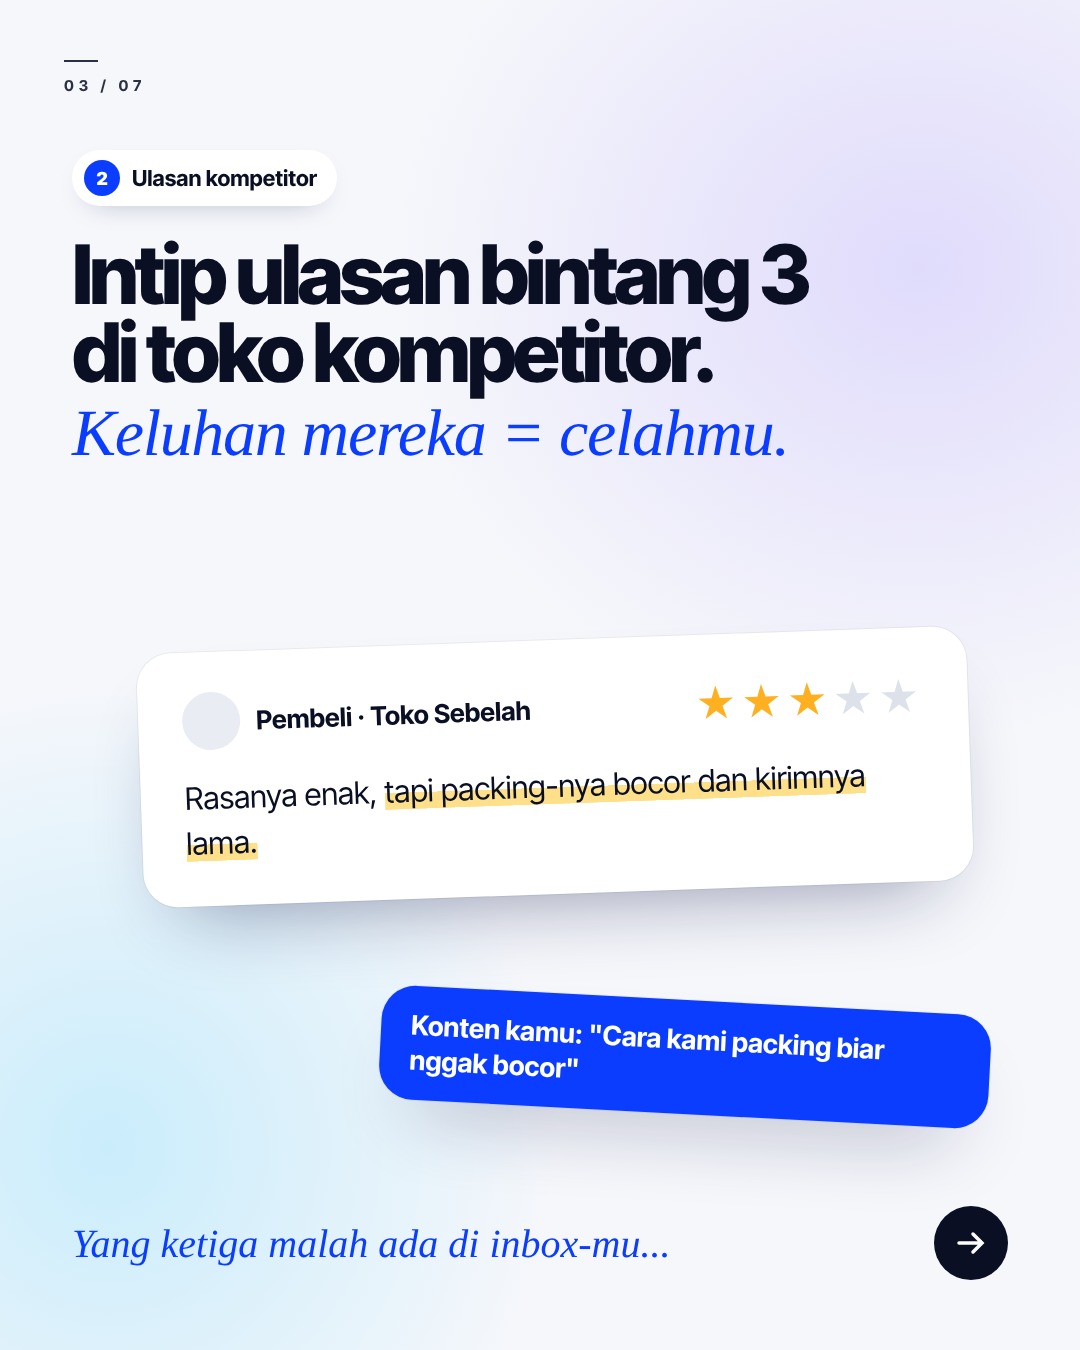 03 / 07
2 Ulasan kompetitor
Intip ulasan bintang 3
di toko kompetitor.
Keluhan mereka = celahmu.
Pembeli · Toko Sebelah
Rasanya enak, tapi packing-nya bocor dan kirimnya
lama.
Konten kamu: "Cara kami packing biar
nggak bocor"
Yang ketiga malah ada di inbox-mu...